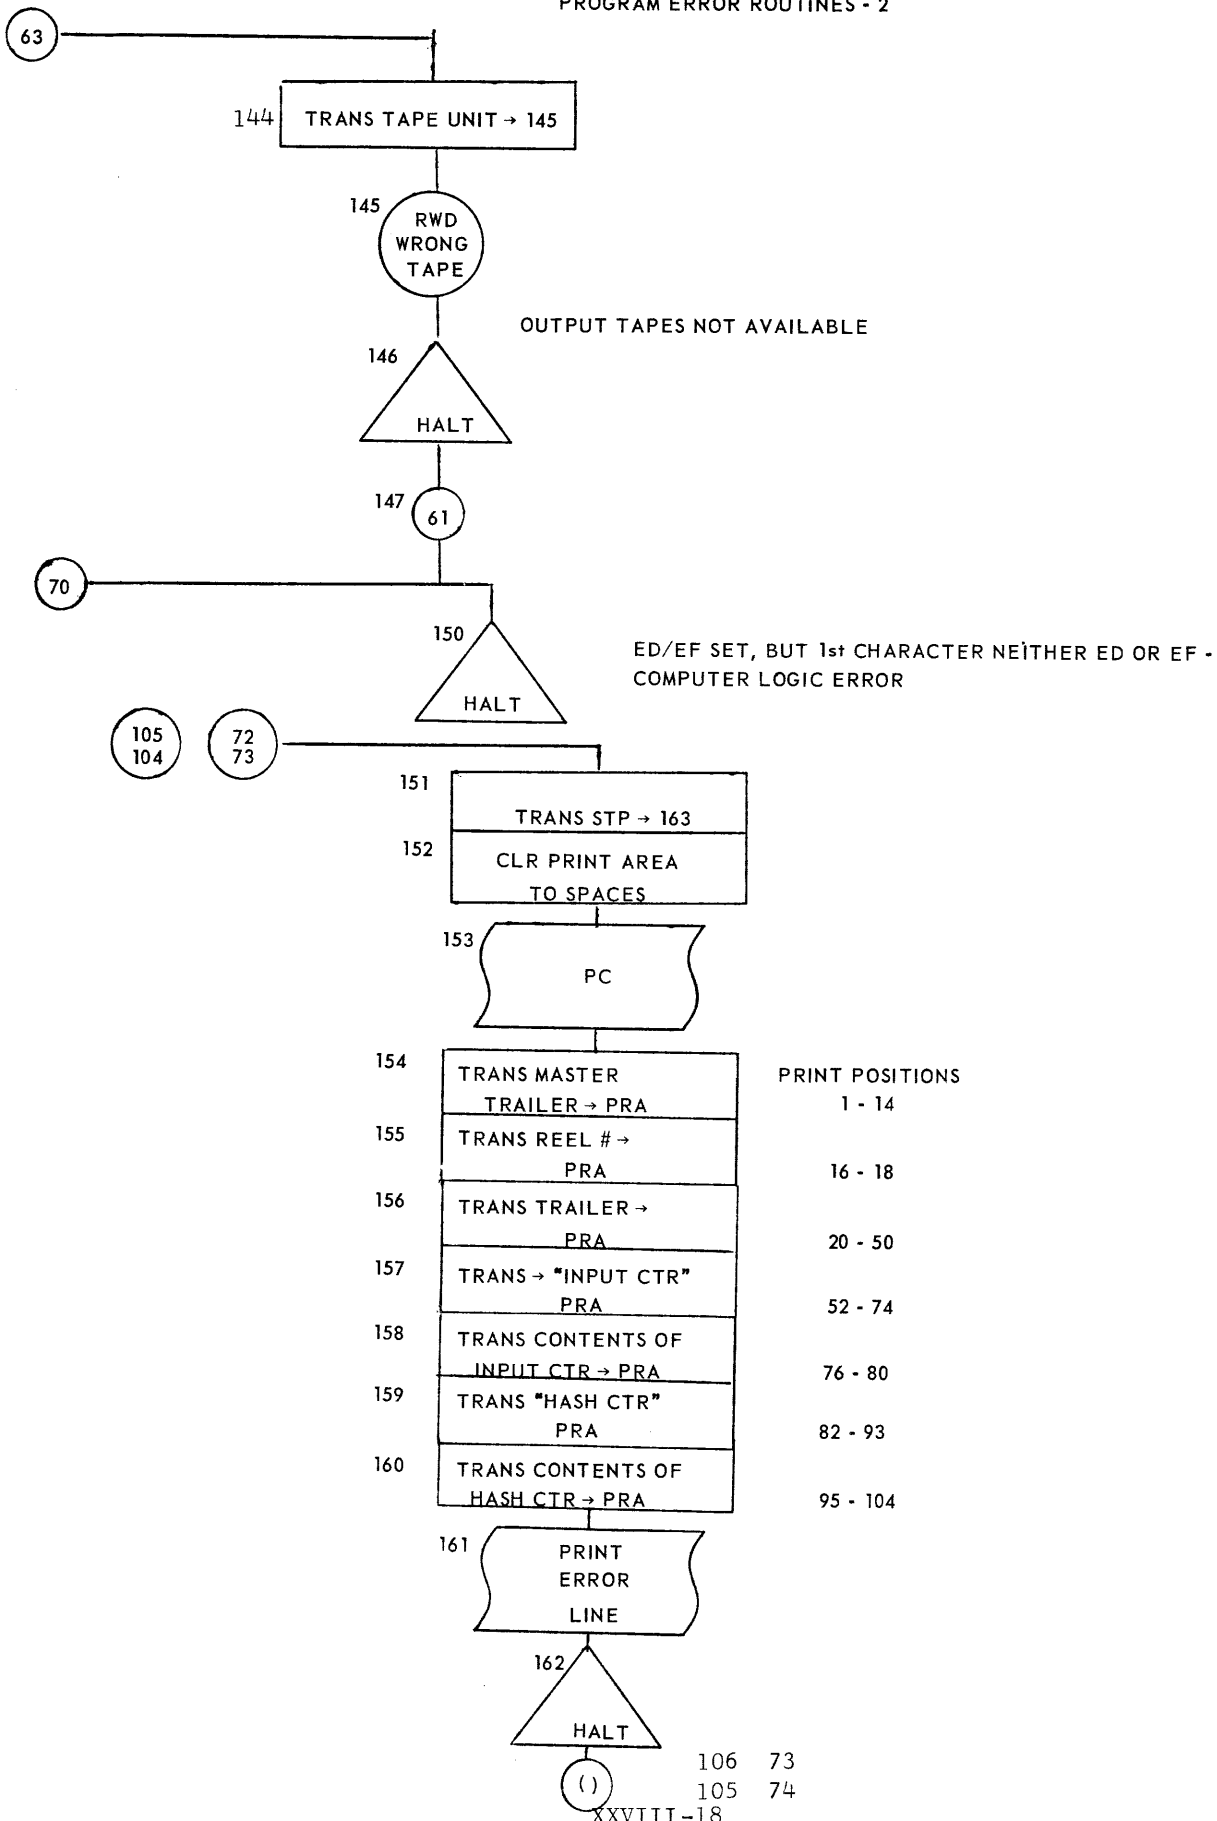 PROGRAM ERROR ROUTINES - 2
63
144 TRANS TAPE UNIT → 145
145
RWD
WRONG
TAPE
OUTPUT TAPES NOT AVAILABLE
146
HALT
147
61
70
150
HALT
ED/EF SET, BUT 1st CHARACTER NEITHER ED OR EF -
COMPUTER LOGIC ERROR
105
104
72
73
151
TRANS STP → 163
152
CLR PRINT AREA
TO SPACES
153
PC
154
TRANS MASTER
TRAILER → PRA
PRINT POSITIONS
1 - 14
155
TRANS REEL # →
PRA
16 - 18
156
TRANS TRAILER →
PRA
20 - 50
157
TRANS → "INPUT CTR"
PRA
52 - 74
158
TRANS CONTENTS OF
INPUT CTR → PRA
76 - 80
159
TRANS "HASH CTR"
PRA
82 - 93
160
TRANS CONTENTS OF
HASH CTR → PRA
95 - 104
161
PRINT
ERROR
LINE
162
HALT
( )
106 73
105 74
XXVIII-18